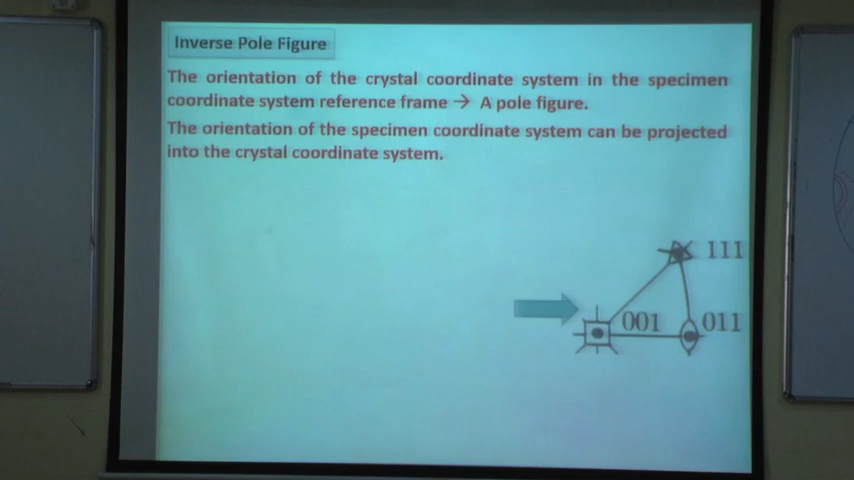 Inverse Pole Figure
The orientation of the crystal coordinate system in the specimen
coordinate system reference frame → A pole figure.
The orientation of the specimen coordinate system can be projected
into the crystal coordinate system.
111
001
011